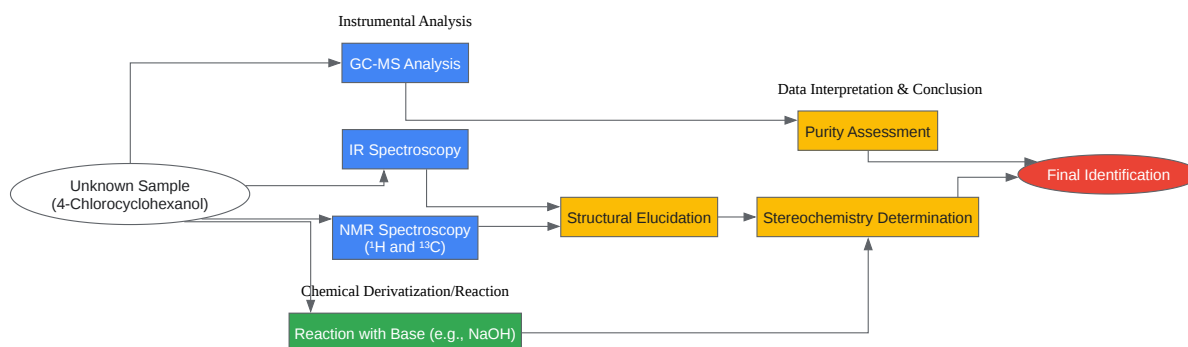 Instrumental Analysis
GC-MS Analysis
Data Interpretation & Conclusion
Purity Assessment
IR Spectroscopy
Final Identification
Unknown Sample
(4-Chlorocyclohexanol)
Structural Elucidation
Stereochemistry Determination
NMR Spectroscopy
(¹H and ¹³C)
Chemical Derivatization/Reaction
Reaction with Base (e.g., NaOH)